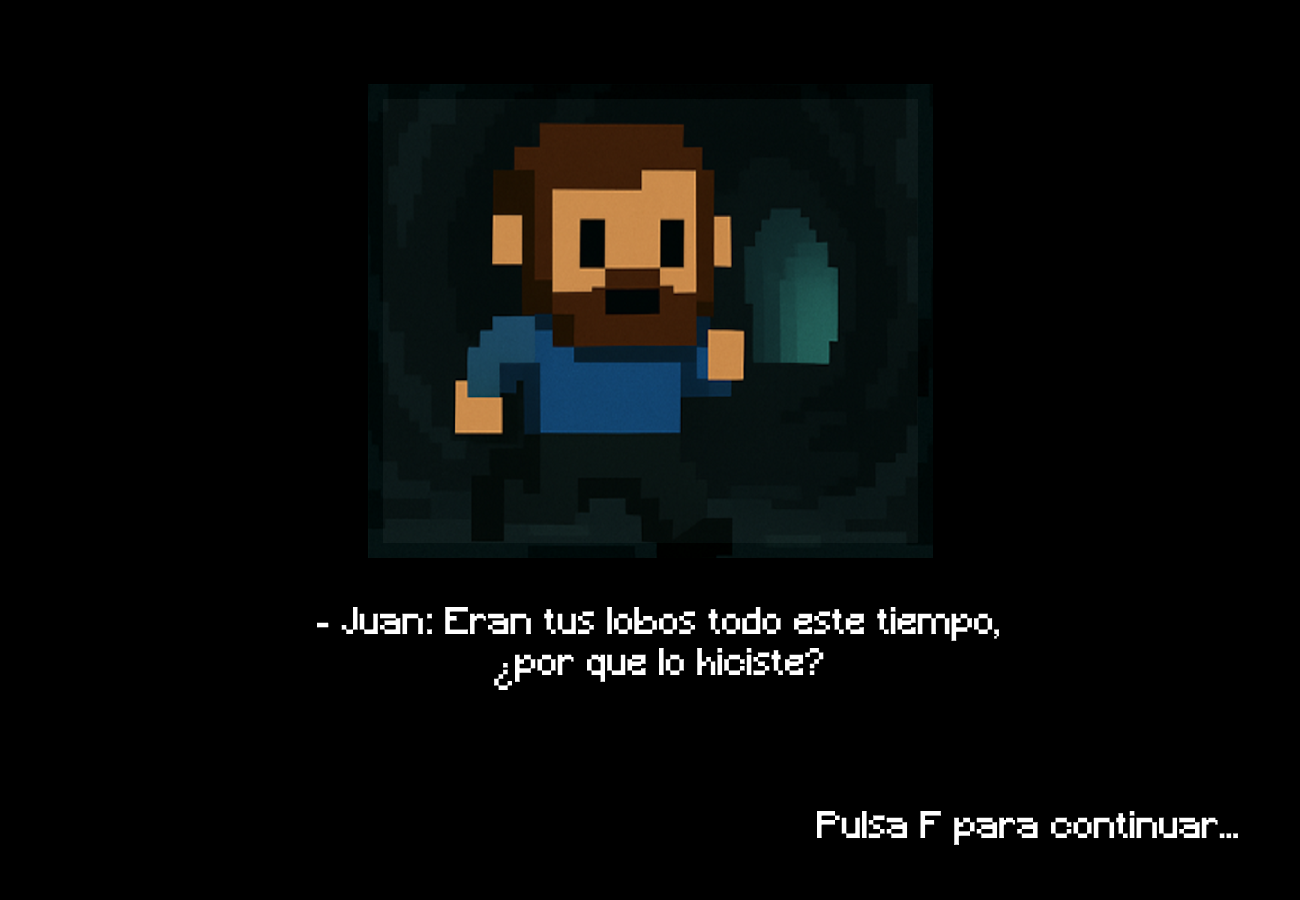 - Juan: Eran tus lobos todo este tiempo,
¿por que lo hiciste?
Pulsa F para continuar...